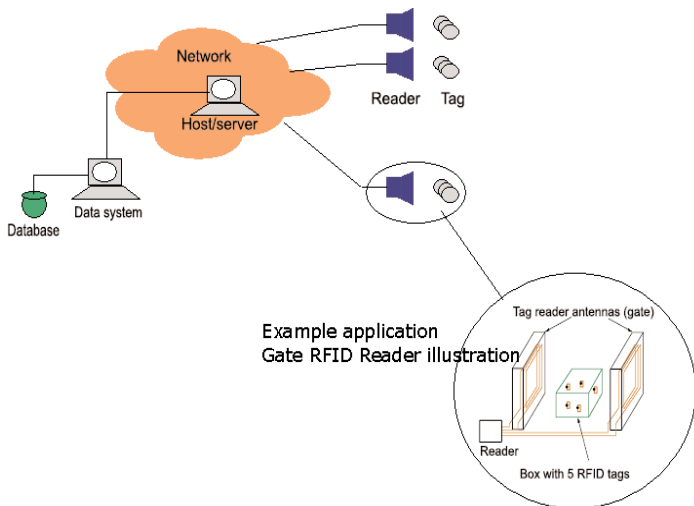 Network
Host/server
Reader
Tag
Data system
Database
Example application
Gate RFID Reader illustration
Tag reader antennas (gate)
Reader
Box with 5 RFID tags